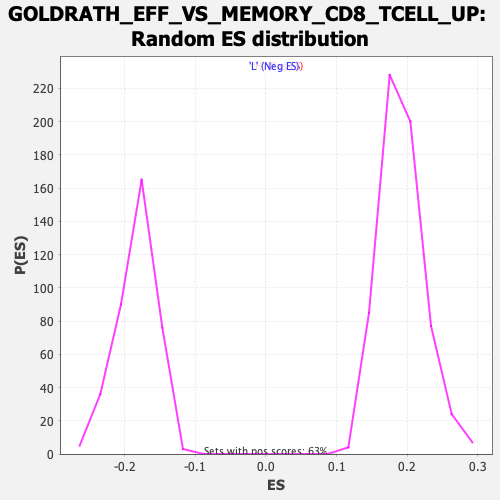 GOLDRATH_EFF_VS_MEMORY_CD8_TCELL_UP:
Random ES distribution
'L' (Neg ES)
P(ES)
220
200
180
160
140
120
100
80
60
40
20
0
Sets with pos scores: 63%
-0.2 -0.1 0.0 0.1 0.2 0.3
ES